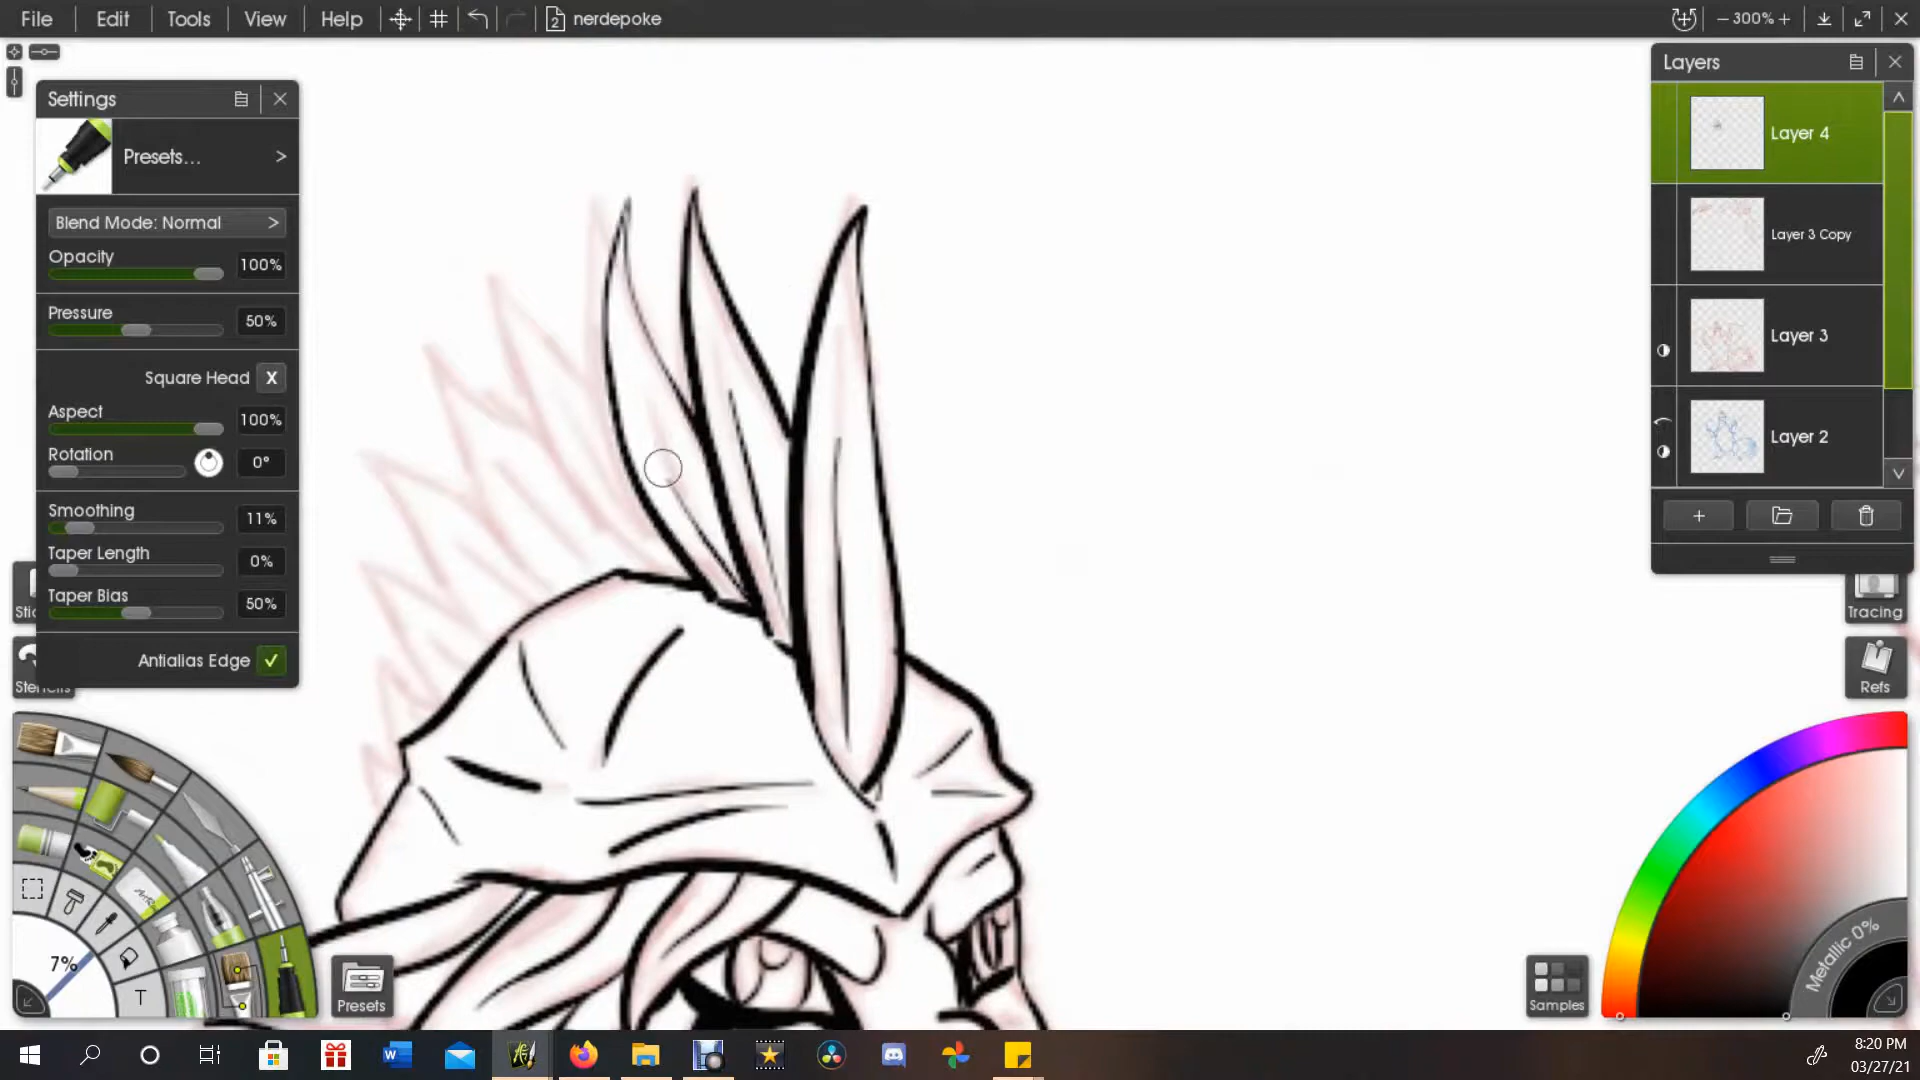 File Edit Tools View Help nerdepoke 300%
Settings
Presets...
Blend Mode: Normal >
Opacity 100%
Pressure 50%
Square Head X
Aspect 100%
Rotation 0°
Smoothing 11%
Taper Length 0%
Taper Bias 50%
Antialias Edge
Stencils
7%
T
Presets
Layers
Layer 4
Layer 3 Copy
Layer 3
Layer 2
Tracing
Refs
Metallic 0%
Samples
8:20 PM
03/27/21